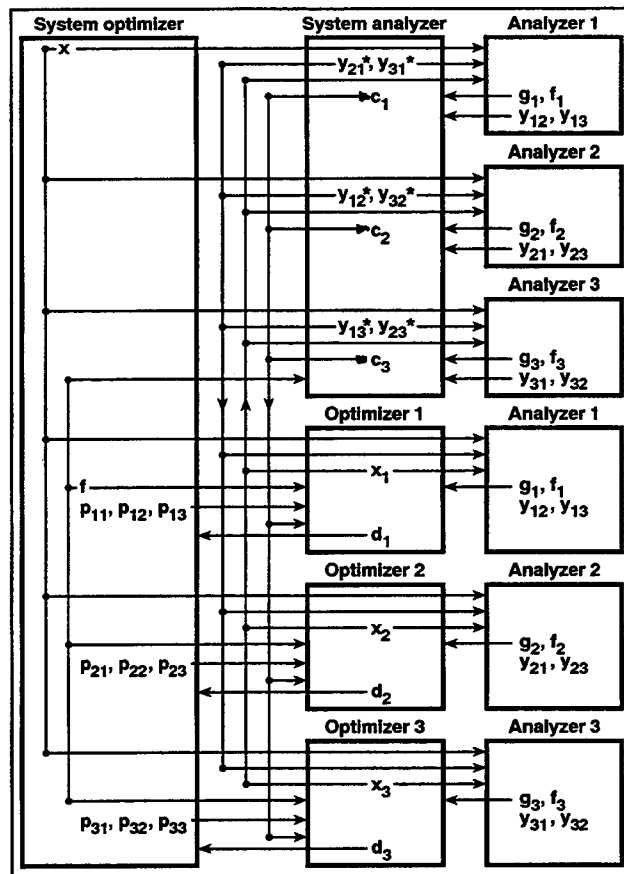 System optimizer System analyzer Analyzer 1
x
y21*, y31*
c1 g1, f1
y12, y13
Analyzer 2
y12*, y32*
c2 g2, f2
y21, y23
Analyzer 3
y13*, y23*
c3 g3, f3
y31, y32
Optimizer 1 Analyzer 1
x1
f g1, f1
p11, p12, p13 y12, y13
d1
Optimizer 2 Analyzer 2
x2
g2, f2
p21, p22, p23 y21, y23
d2
Optimizer 3 Analyzer 3
x3
g3, f3
p31, p32, p33 y31, y32
d3